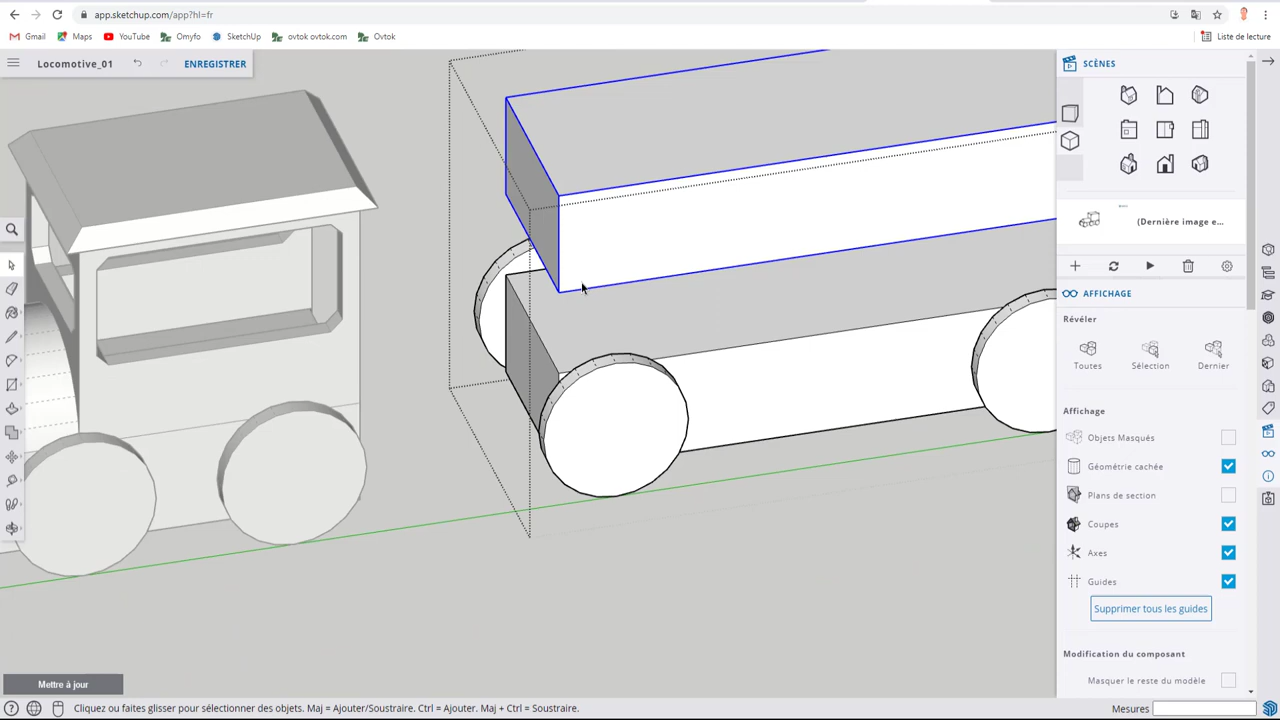 app.sketchup.com/app?hl=fr
Gmail Maps YouTube Omyfo SketchUp ovtok ovtok.com Ovtok Liste de lecture
Locomotive_01 ENREGISTRER
SCÈNES
(Dernière image e...
AFFICHAGE
Révéler
Toutes Sélection Dernier
Affichage
Objets Masqués
Géométrie cachée
Plans de section
Coupes
Axes
Guides
Supprimer tous les guides
Modification du composant
Masquer le reste du modèle
Mettre à jour
Cliquez ou faites glisser pour sélectionner des objets. Maj = Ajouter/Soustraire. Ctrl = Ajouter. Maj + Ctrl = Soustraire. Mesures